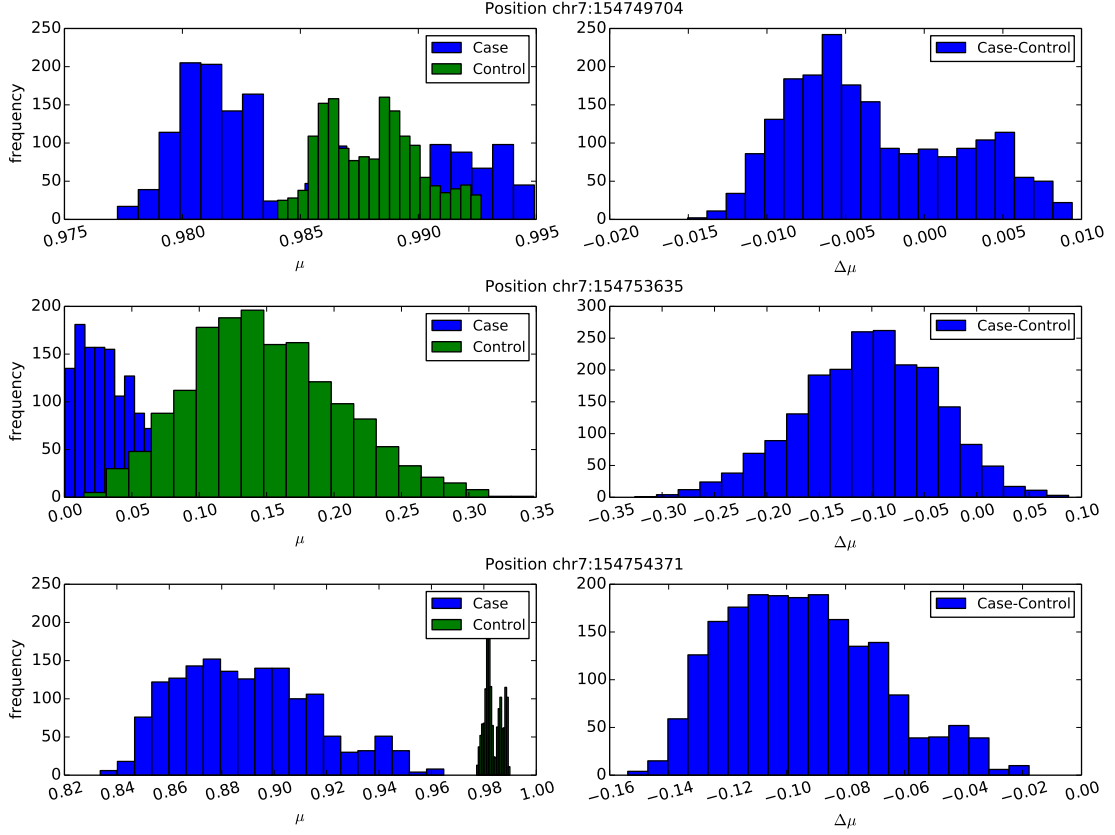 Position chr7:154749704
250
200
150
100
50
0
frequency
0.975 0.980 0.985 0.990 0.995
μ
Case
Control
250
200
150
100
50
0
−0.020 −0.015 −0.010 −0.005 0.000 0.005 0.010
Δμ
Case-Control
Position chr7:154753635
200
150
100
50
0
frequency
0.00 0.05 0.10 0.15 0.20 0.25 0.30 0.35
μ
Case
Control
300
250
200
150
100
50
0
−0.35 −0.30 −0.25 −0.20 −0.15 −0.10 −0.05 0.00 0.05 0.10
Δμ
Case-Control
Position chr7:154754371
250
200
150
100
50
0
frequency
0.82 0.84 0.86 0.88 0.90 0.92 0.94 0.96 0.98 1.00
μ
Case
Control
200
150
100
50
0
−0.16 −0.14 −0.12 −0.10 −0.08 −0.06 −0.04 −0.02 0.00
Δμ
Case-Control